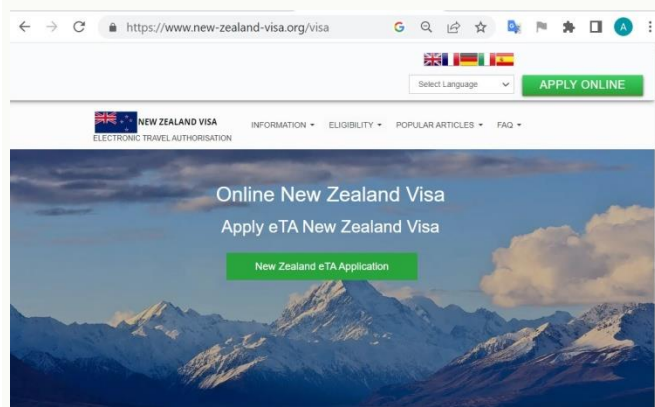 https://www.new-zealand-visa.org/visa
Select Language
APPLY ONLINE
NEW ZEALAND VISA
ELECTRONIC TRAVEL AUTHORISATION
INFORMATION
ELIGIBILITY
POPULAR ARTICLES
FAQ
Online New Zealand Visa
Apply eTA New Zealand Visa
New Zealand eTA Application